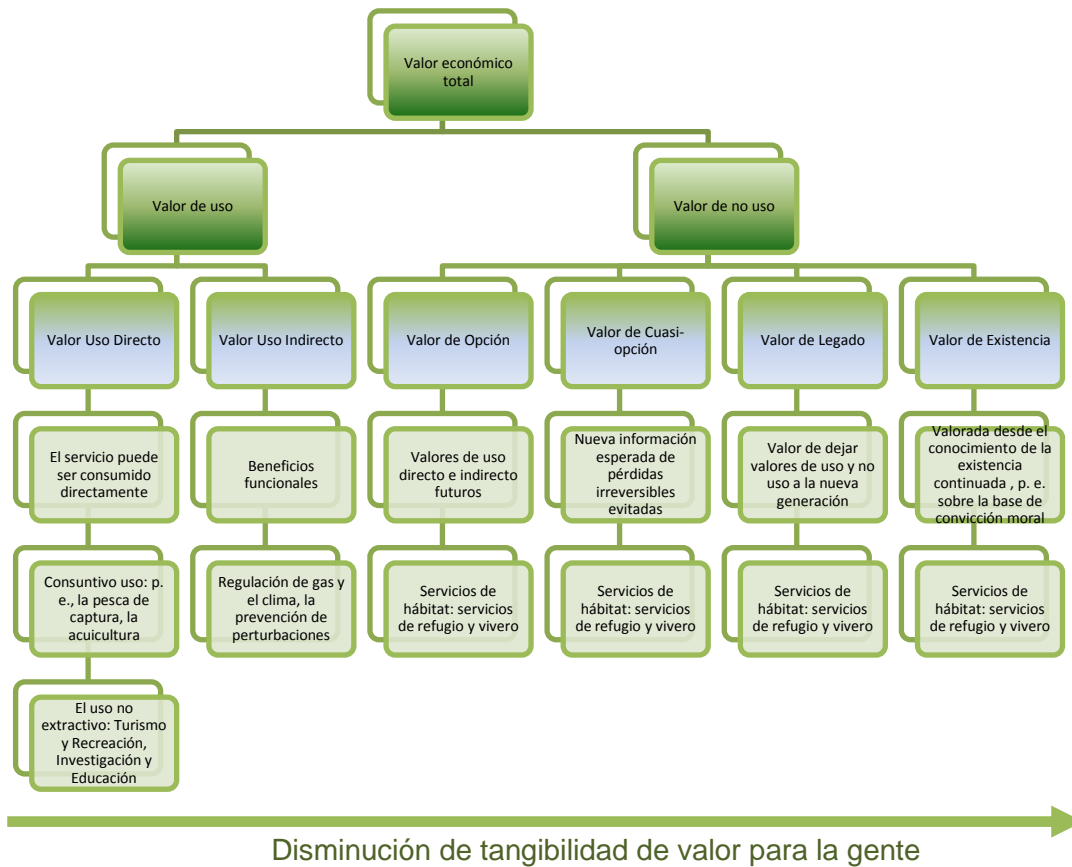 Valor económico
total
Valor de uso
Valor de no uso
Valor Uso Directo
Valor Uso Indirecto
Valor de Opción
Valor de Cuasi-
opción
Valor de Legado
Valor de Existencia
El servicio puede
ser consumido
directamente
Beneficios
funcionales
Valores de uso
directo e indirecto
futuros
Nueva información
esperada de
pérdidas
irreversibles
evitadas
Valor de dejar
valores de uso y no
uso a la nueva
generación
Valorada desde el
conocimiento de la
existencia
continuada , p. e.
sobre la base de
convicción moral
Consuntivo uso: p.
e., la pesca de
captura, la
acuicultura
Regulación de gas y
el clima, la
prevención de
perturbaciones
Servicios de
hábitat: servicios
de refugio y vivero
Servicios de
hábitat: servicios
de refugio y vivero
Servicios de
hábitat: servicios
de refugio y vivero
Servicios de
hábitat: servicios
de refugio y vivero
El uso no
extractivo: Turismo
y Recreación,
Investigación y
Educación
Disminución de tangibilidad de valor para la gente